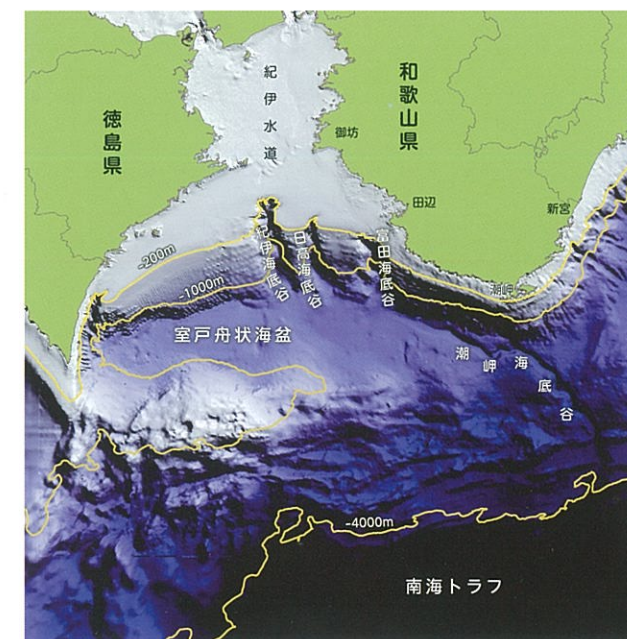 紀伊水道
和歌山県
徳島県
御坊
田辺
新宮
潮岬
-200m
-1000m
紀伊海底谷
日高海底谷
富田海底谷
室戸舟状海盆
潮岬海底谷
-4000m
南海トラフ